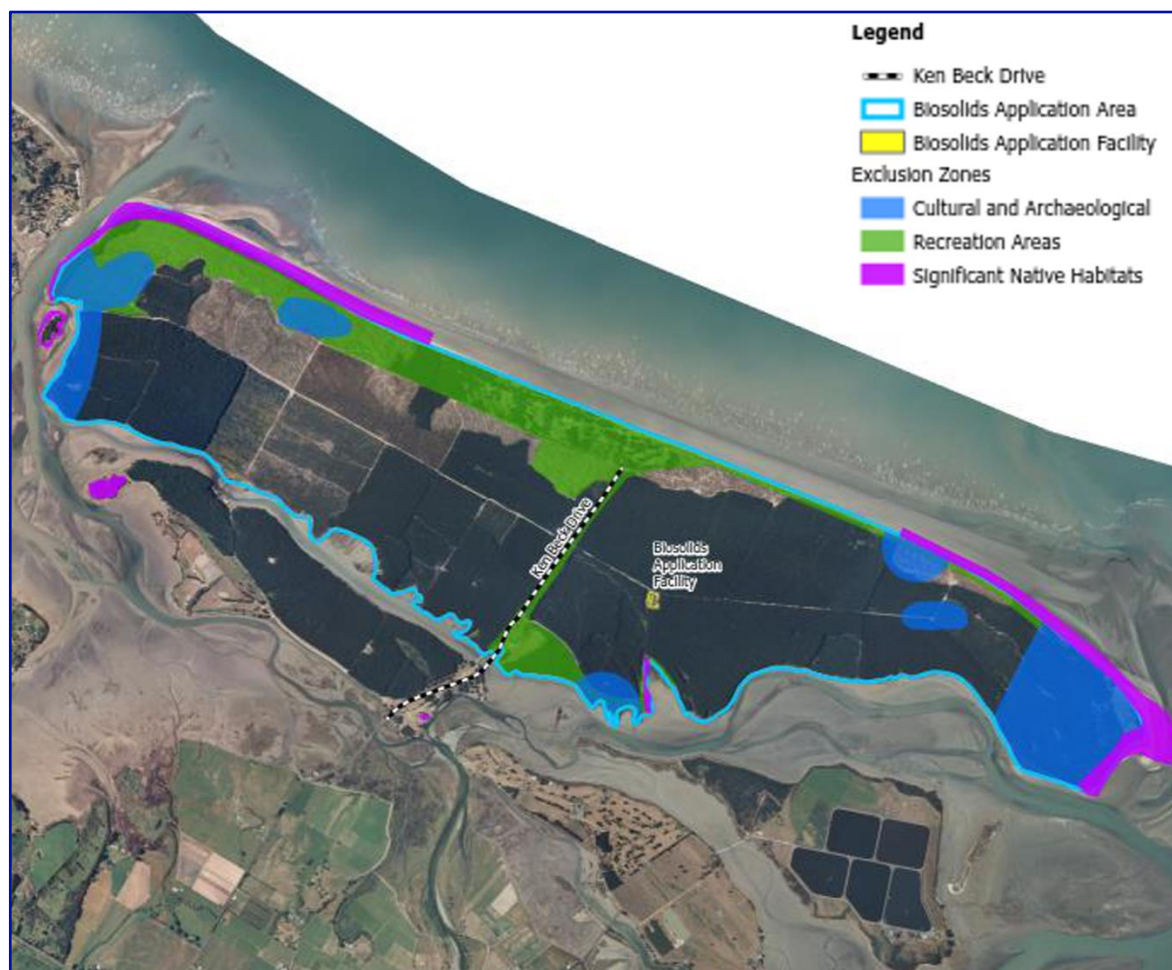 Legend
Ken Beck Drive
Biosolids Application Area
Biosolids Application Facility
Exclusion Zones
Cultural and Archaeological
Recreation Areas
Significant Native Habitats
Ken Beck Drive
Biosolids
Application
Facility